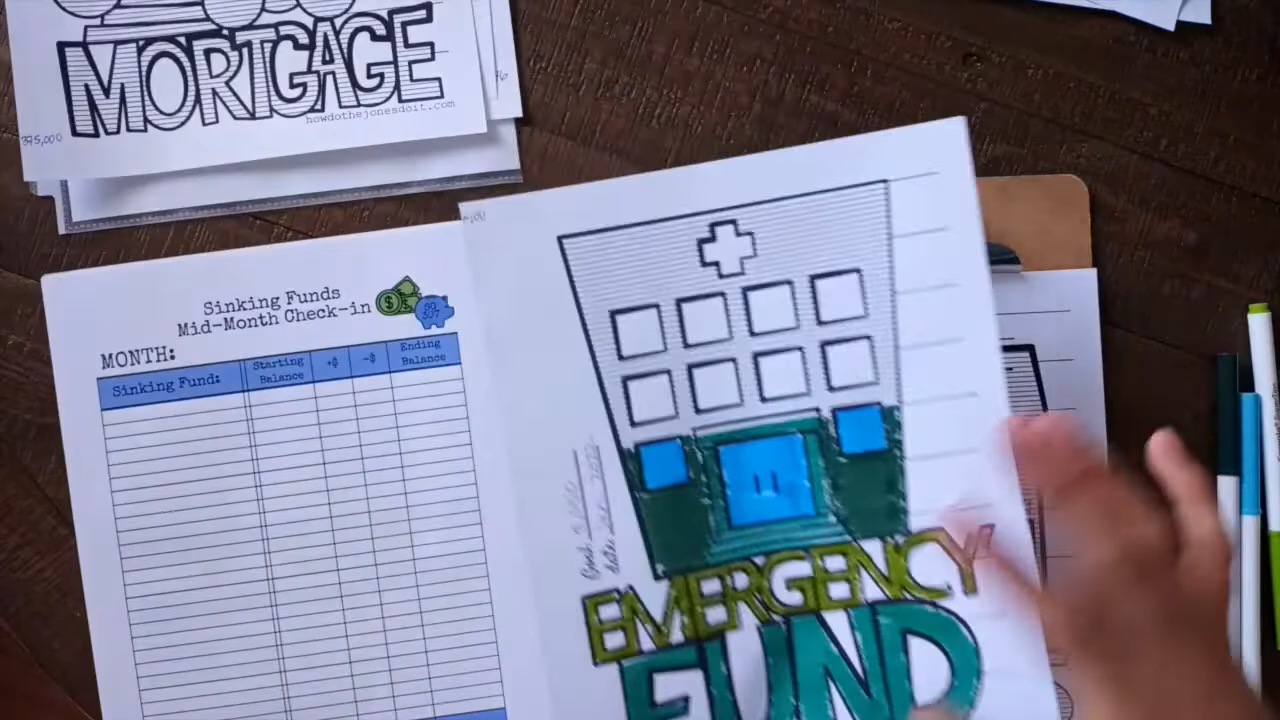 MORTGAGE
howdothejonesdoit.com
395,000
Sinking Funds
Mid-Month Check-in
MONTH:
Sinking Fund:
Starting
Balance
+$
-$
Ending
Balance
EMERGENCY
FUND